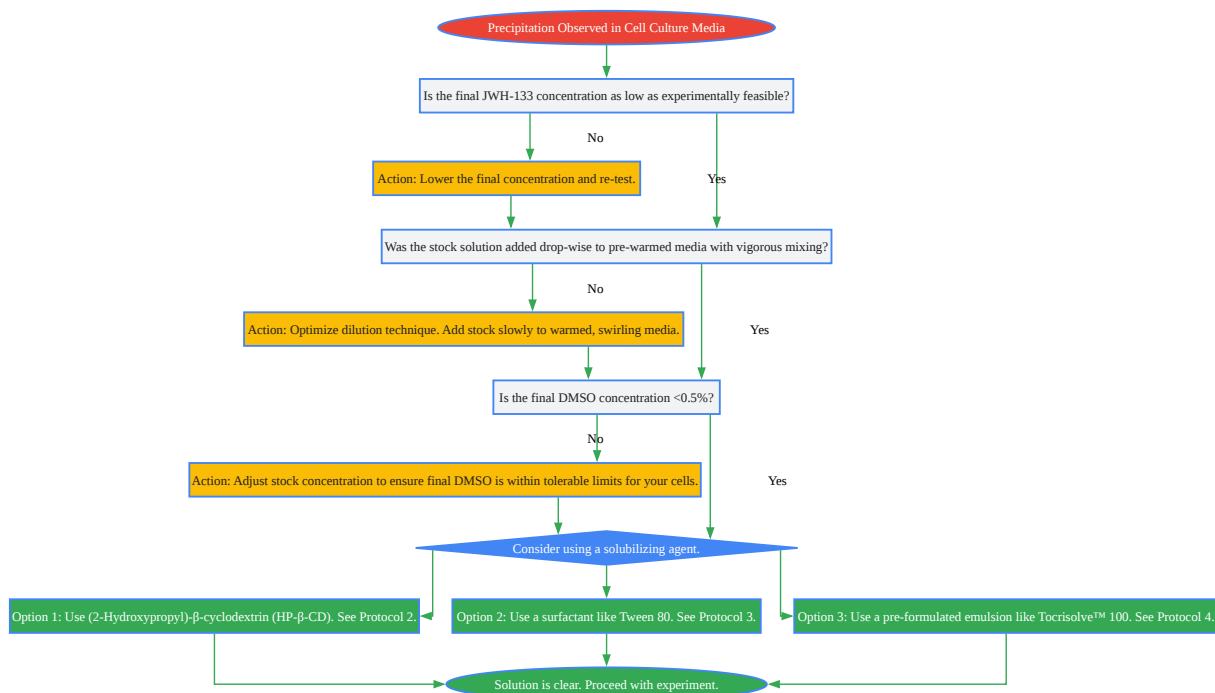 Precipitation Observed in Cell Culture Media
Is the final JWH-133 concentration as low as experimentally feasible?
No
Action: Lower the final concentration and re-test.
Yes
Was the stock solution added drop-wise to pre-warmed media with vigorous mixing?
No
Action: Optimize dilution technique. Add stock slowly to warmed, swirling media.
Yes
Is the final DMSO concentration <0.5%?
No
Action: Adjust stock concentration to ensure final DMSO is within tolerable limits for your cells.
Yes
Consider using a solubilizing agent.
Option 1: Use (2-Hydroxypropyl)-β-cyclodextrin (HP-β-CD). See Protocol 2.
Option 2: Use a surfactant like Tween 80. See Protocol 3.
Option 3: Use a pre-formulated emulsion like Tocrisolve™ 100. See Protocol 4.
Solution is clear. Proceed with experiment.